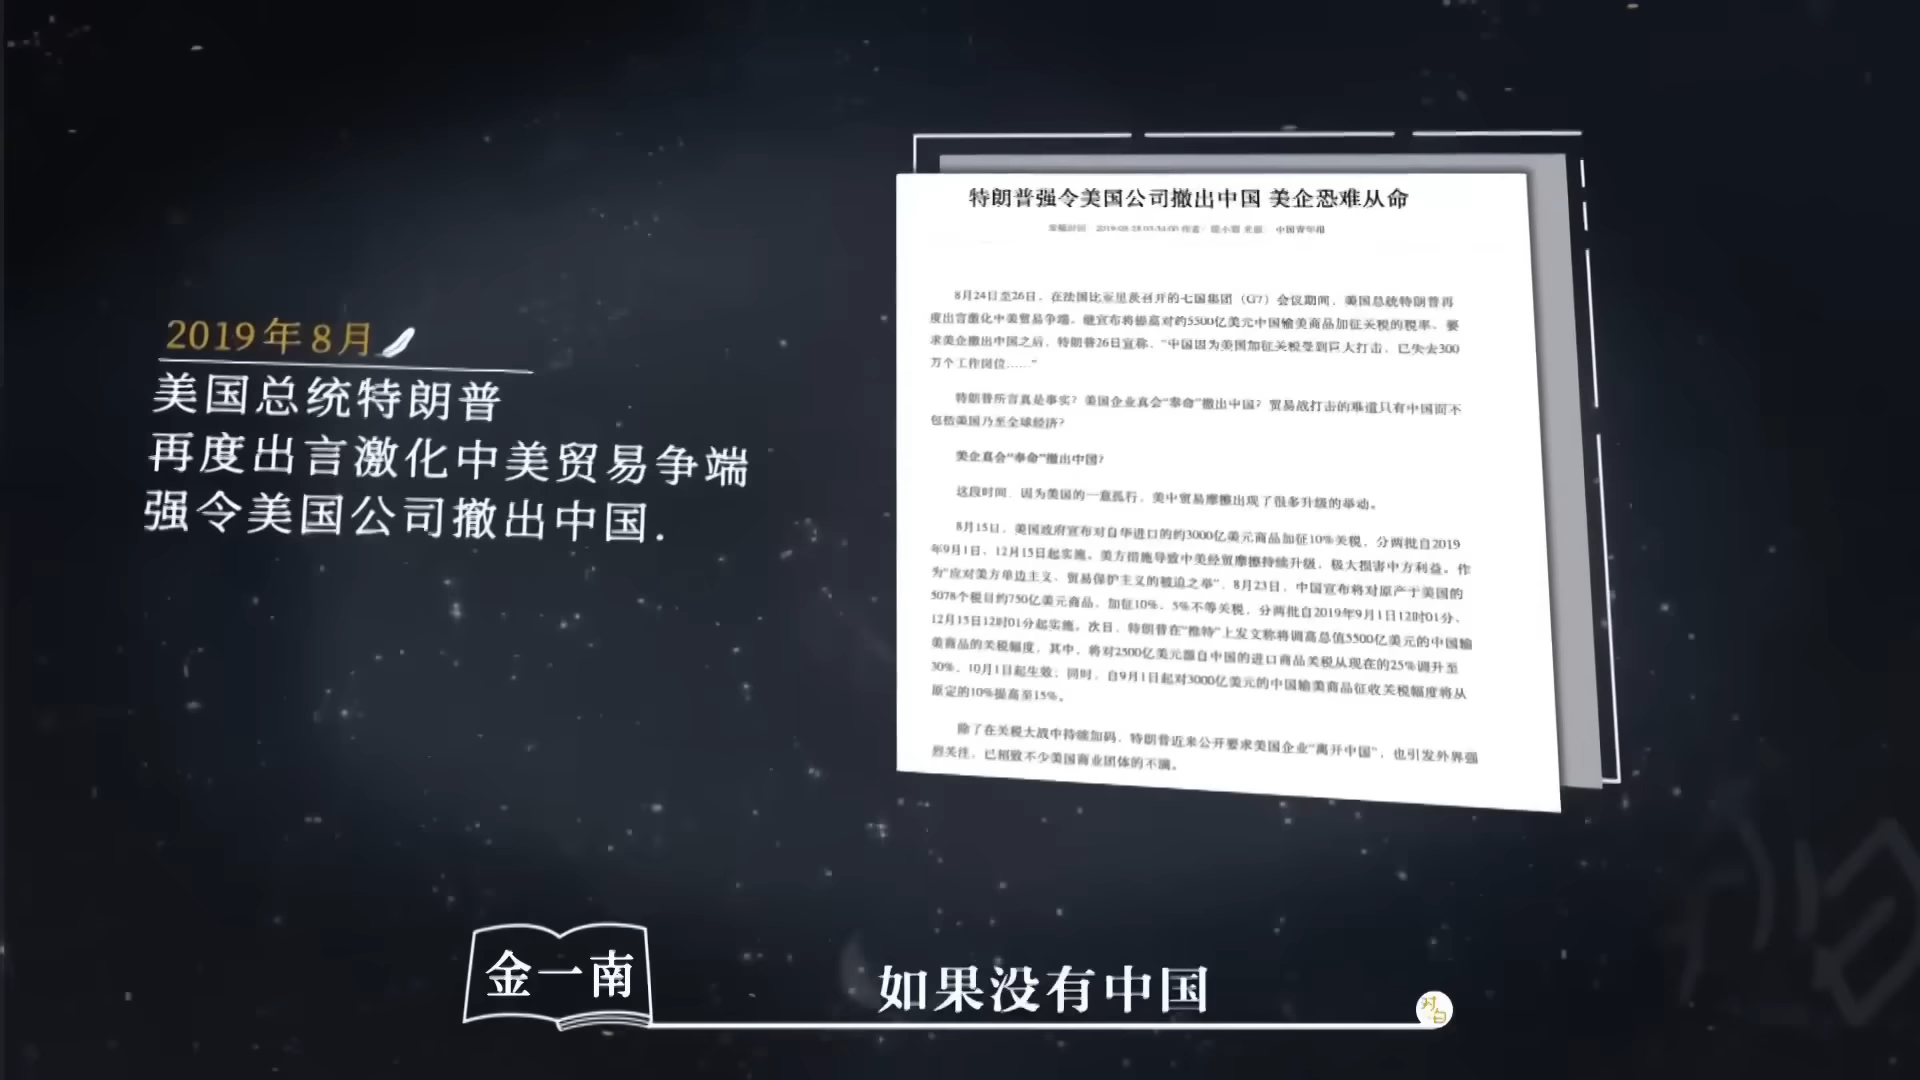 2019年8月
美国总统特朗普
再度出言激化中美贸易争端
强令美国公司撤出中国.
特朗普强令美国公司撤出中国 美企恐难从命
中国青年报
8月24日至26日，在法国比亚里茨召开的七国集团（G7）会议期间，美国总统特朗普再
度出言激化中美贸易争端。继宣布将提高对约5500亿美元中国输美商品加征关税的税率、要
求美企撤出中国之后，特朗普26日宣称，“中国因为美国加征关税受到巨大打击，已失去300
万个工作岗位……”
特朗普所言真是事实？美国企业真会“奉命”撤出中国？贸易战打击的难道只有中国而不
包括美国乃至全球经济？
美企真会“奉命”撤出中国？
这段时间，因为美国的一意孤行，美中贸易摩擦出现了很多升级的举动。
8月15日，美国政府宣布对自华进口的约3000亿美元商品加征10%关税，分两批自2019
年9月1日、12月15日起实施。美方措施导致中美经贸摩擦持续升级，极大损害中方利益。作
为“应对美方单边主义、贸易保护主义的被迫之举”，8月23日，中国宣布将对原产于美国的
5078个税目约750亿美元商品，加征10%、5%不等关税，分两批自2019年9月1日12时01分、
12月15日12时01分起实施。次日，特朗普在“推特”上发文称将调高总值5500亿美元的中国输
美商品的关税幅度，其中，将对2500亿美元源自中国的进口商品关税从现在的25%调升至
30%，10月1日起生效；同时，自9月1日起对3000亿美元的中国输美商品征收关税幅度将从
原定的10%提高至15%。
除了在关税大战中持续加码，特朗普近来公开要求美国企业“离开中国”，也引发外界强
烈关注，已招致不少美国商业团体的不满。
金一南
如果没有中国
对
白